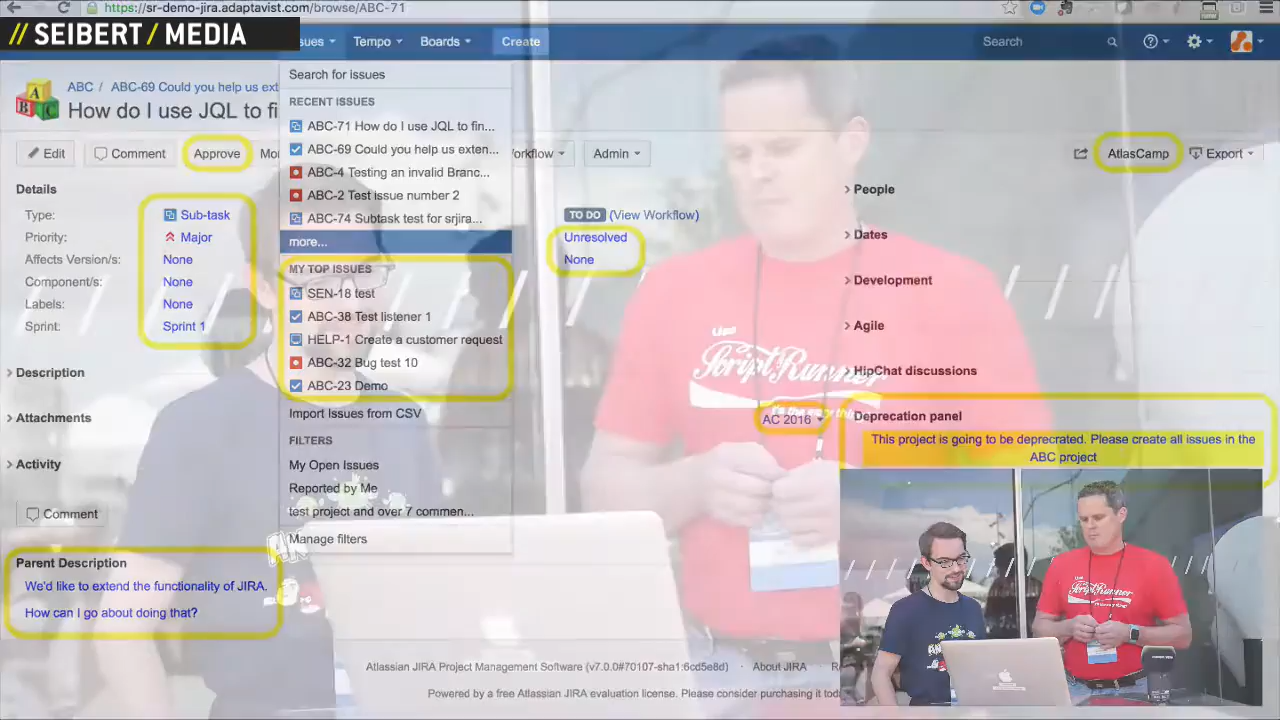 https://sr-demo-jira.adaptavist.com/browse/ABC-71
// SEIBERT / MEDIA
Tempo
Boards
Create
Search
ABC / ABC-69 Could you help us ext
How do I use JQL to fi
Edit
Comment
Approve
Admin
AtlasCamp
Export
Search for issues
RECENT ISSUES
ABC-71 How do I use JQL to fin...
ABC-69 Could you help us exten...
ABC-4 Testing an invalid Branc...
ABC-2 Test issue number 2
ABC-74 Subtask test for srjira...
more...
MY TOP ISSUES
SEN-18 test
ABC-38 Test listener 1
HELP-1 Create a customer request
ABC-32 Bug test 10
ABC-23 Demo
Import Issues from CSV
FILTERS
My Open Issues
Reported by Me
test project and over 7 commen...
Manage filters
Details
Type: Sub-task
Priority: Major
Affects Version/s: None
Component/s: None
Labels: None
Sprint: Sprint 1
TO DO (View Workflow)
Unresolved
None
Description
Attachments
Activity
Comment
Parent Description
We'd like to extend the functionality of JIRA.
How can I go about doing that?
People
Dates
Development
Agile
HipChat discussions
AC 2016
Deprecation panel
This project is going to be deprecrated. Please create all issues in the
ABC project
Use
ScriptRunner
It's the easy thin
Use
ScriptRunner
Atlassian JIRA Project Management Software (v7.0.0#70107-sha1:6cd5e8d) · About JIRA
Powered by a free Atlassian JIRA evaluation license. Please consider purchasing it toda